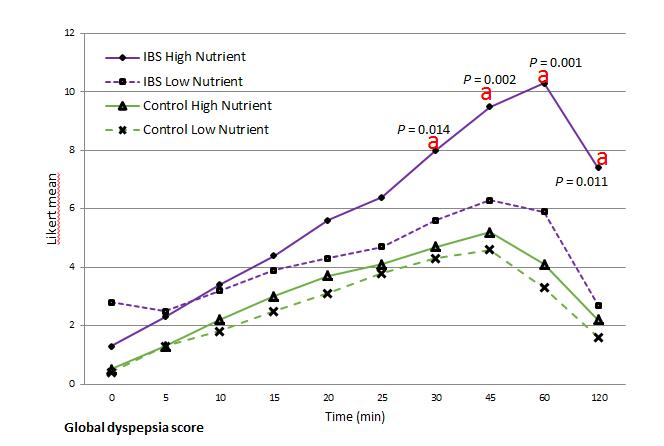 12
IBS High Nutrient
P = 0.001
a
IBS Low Nutrient
P = 0.002
10
a
Control High Nutrient
Control Low Nutrient
P = 0.014
a
8
a
P = 0.011
6
Likert mean
4
2
0
0 5 10 15 20 25 30 45 60 120
Time (min)
Global dyspepsia score